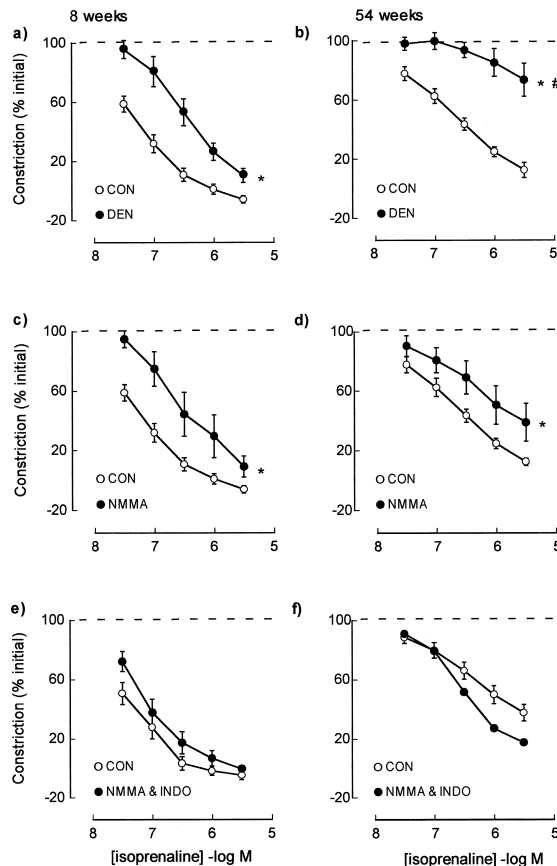 8 weeks
54 weeks
a)
b)
Constriction (% initial)
100
60
20
-20
CON
DEN
*
8 7 6 5
100
60
20
-20
CON
DEN
* #
8 7 6 5
c)
d)
Constriction (% initial)
100
60
20
-20
CON
NMMA
*
8 7 6 5
100
60
20
-20
CON
NMMA
*
8 7 6 5
e)
f)
Constriction (% initial)
100
60
20
-20
CON
NMMA & INDO
8 7 6 5
[isoprenaline] -log M
100
60
20
-20
CON
NMMA & INDO
8 7 6 5
[isoprenaline] -log M